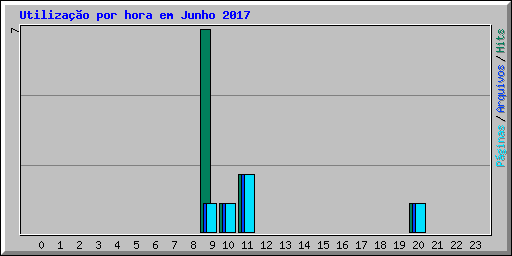 Utilização por hora em Junho 2017
7
Páginas / Arquivos / Hits
0 1 2 3 4 5 6 7 8 9 10 11 12 13 14 15 16 17 18 19 20 21 22 23